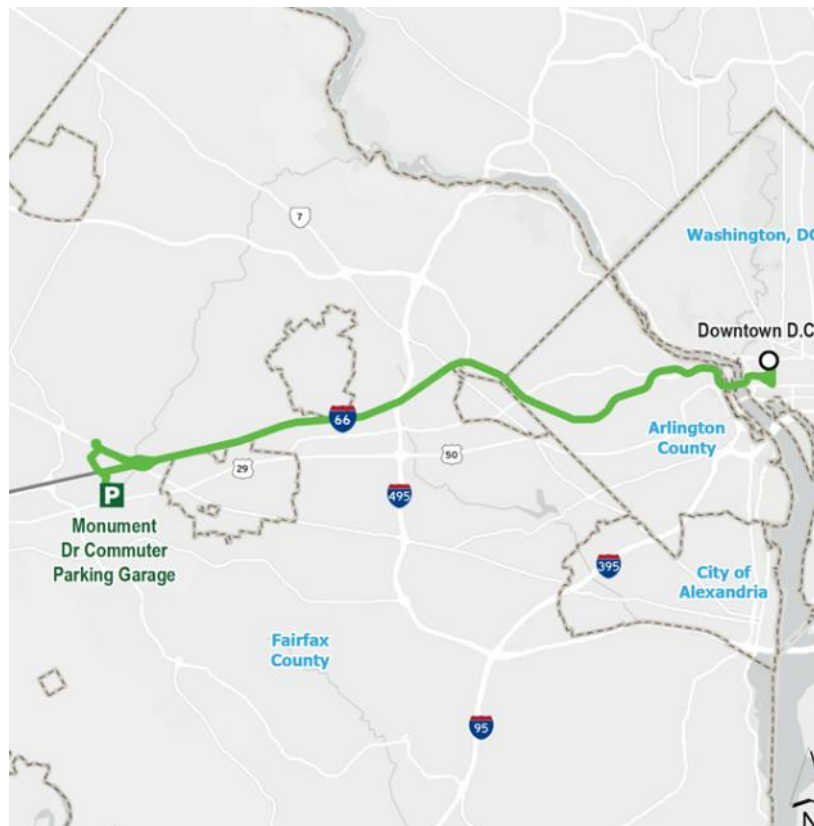 7
Washington, DC
Downtown D.C
66
Arlington
County
29
50
P
495
Monument
Dr Commuter
Parking Garage
395
City of
Alexandria
Fairfax
County
95
N